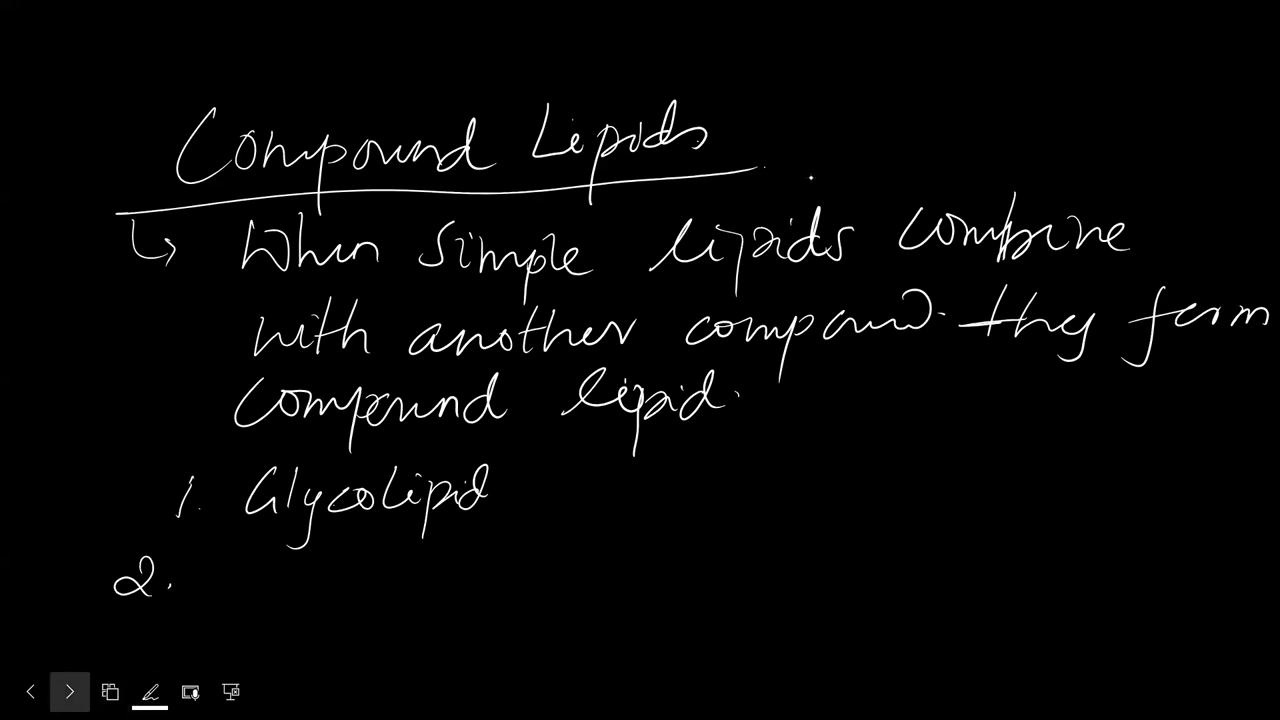 Compound Lipids
↳ When simple lipids combine
with another compound they form
compound lipid.
1. Glycolipid
2.